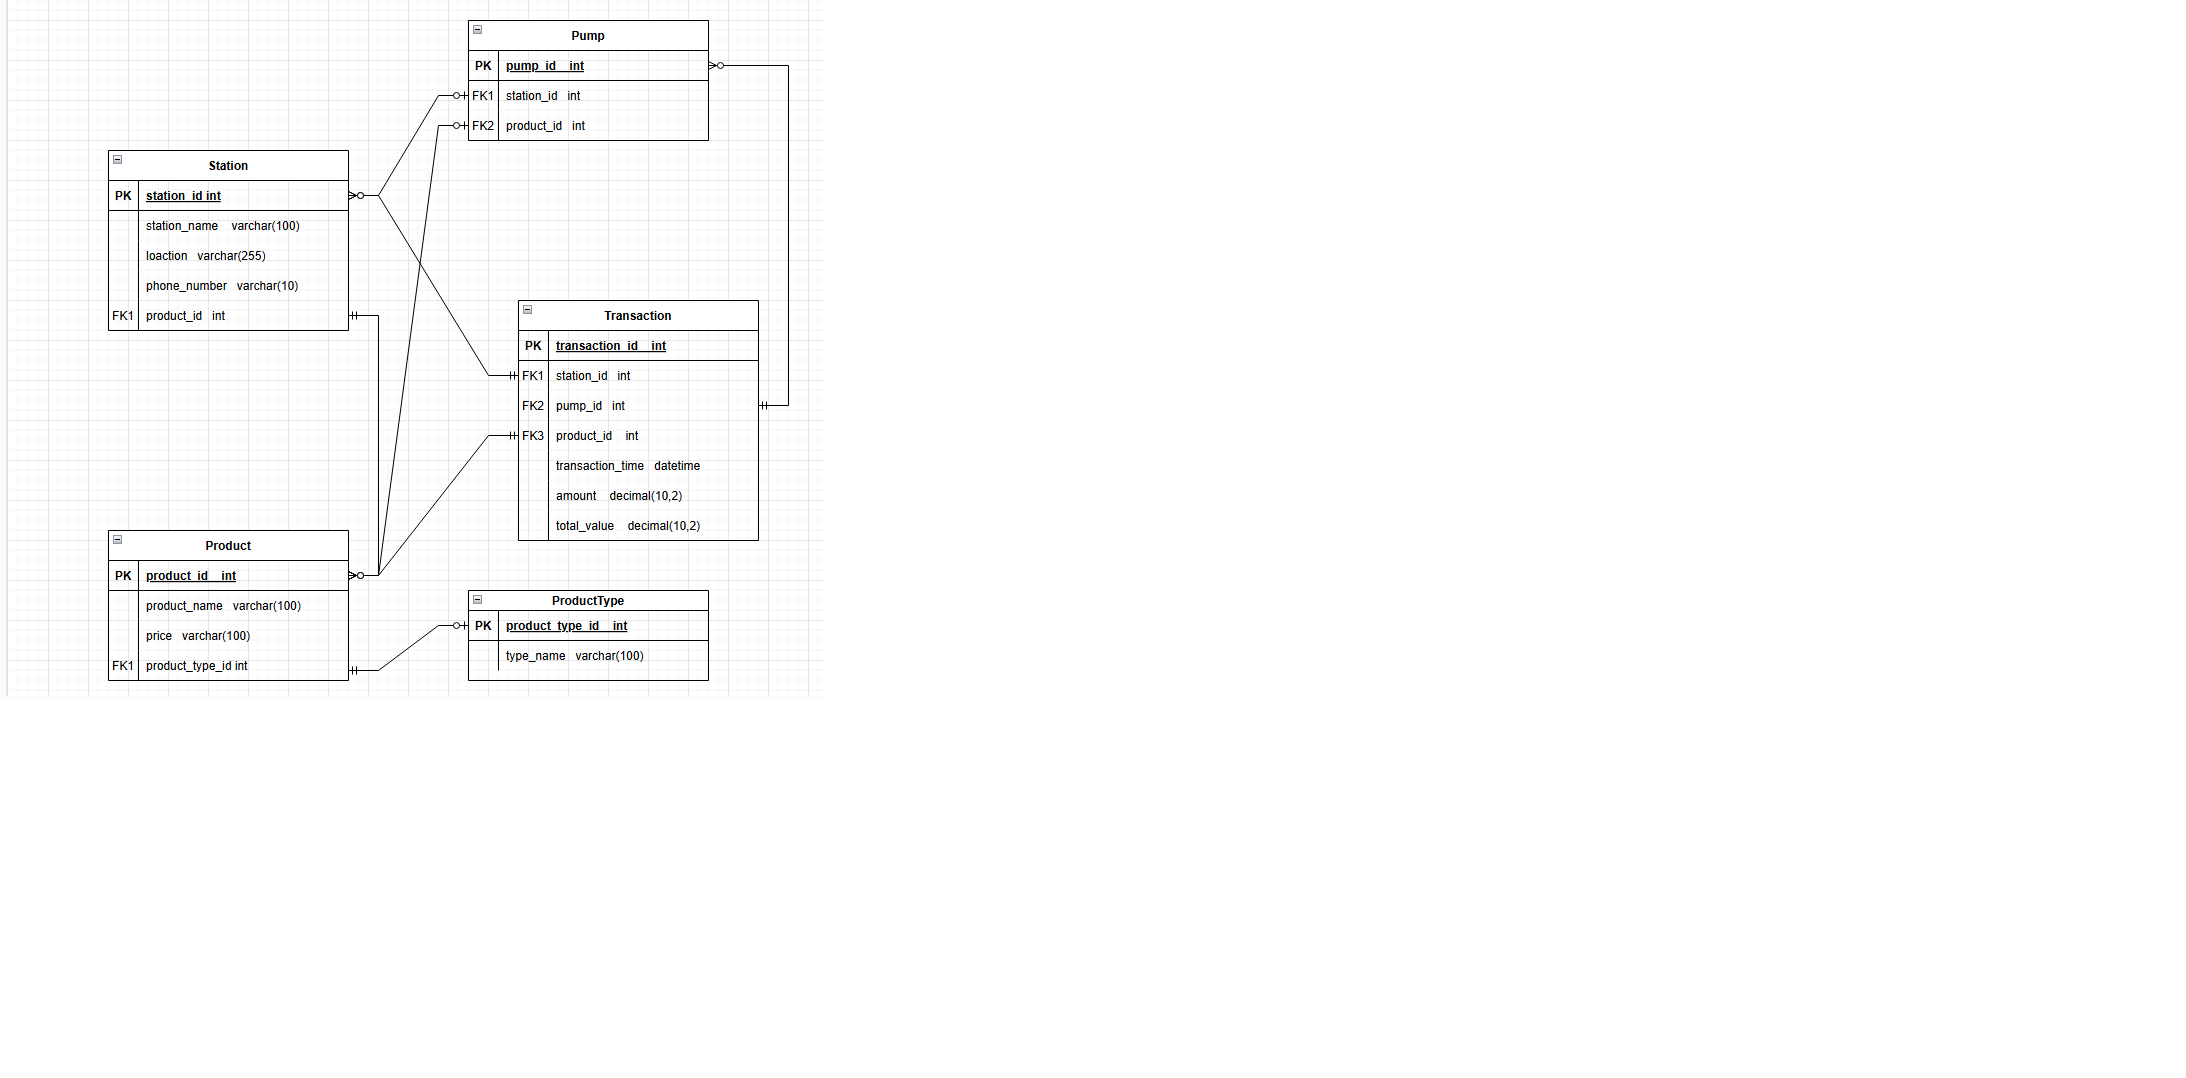 Pump
PK pump_id int
FK1 station_id int
FK2 product_id int
Station
PK station_id int
station_name varchar(100)
loaction varchar(255)
phone_number varchar(10)
FK1 product_id int
Transaction
PK transaction_id int
FK1 station_id int
FK2 pump_id int
FK3 product_id int
transaction_time datetime
amount decimal(10,2)
total_value decimal(10,2)
Product
PK product_id int
product_name varchar(100)
price varchar(100)
FK1 product_type_id int
ProductType
PK product_type_id int
type_name varchar(100)